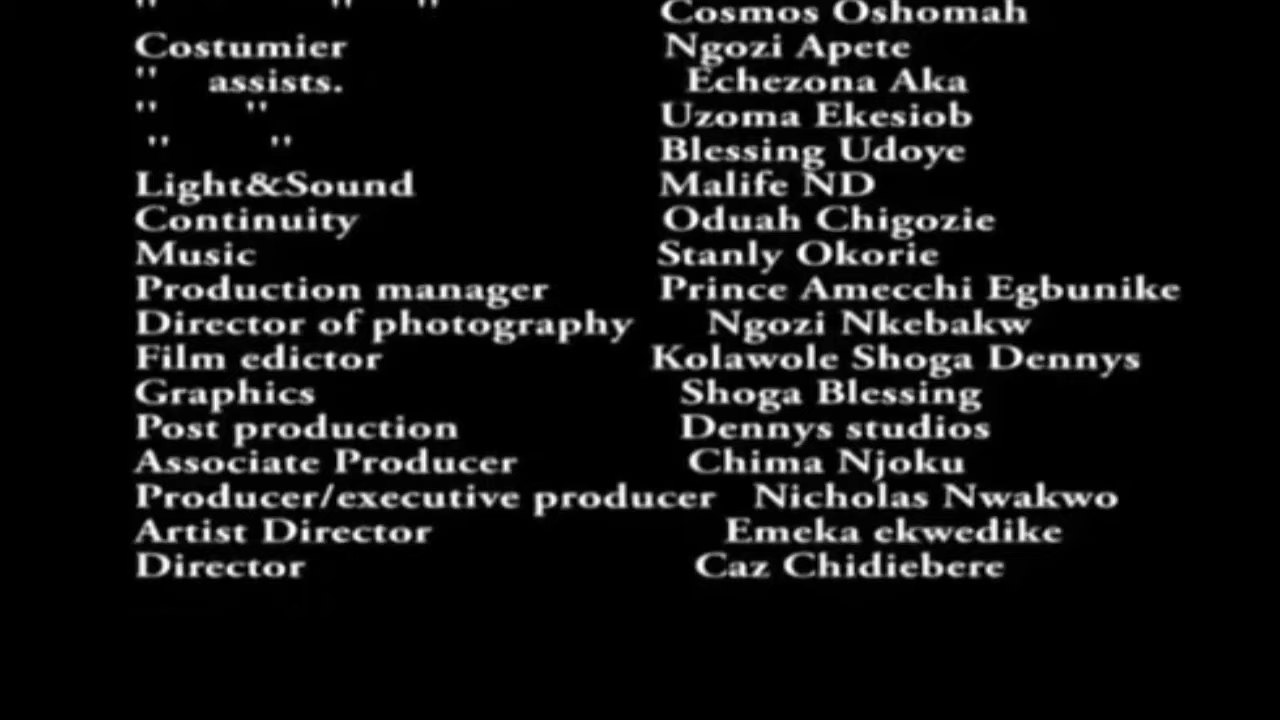 " " " Cosmos Oshomah
Costumier Ngozi Apete
" assists. Echezona Aka
" " Uzoma Ekesiob
" " Blessing Udoye
Light&Sound Malife ND
Continuity Oduah Chigozie
Music Stanly Okorie
Production manager Prince Amecchi Egbunike
Director of photography Ngozi Nkebakw
Film edictor Kolawole Shoga Dennys
Graphics Shoga Blessing
Post production Dennys studios
Associate Producer Chima Njoku
Producer/executive producer Nicholas Nwakwo
Artist Director Emeka ekwedike
Director Caz Chidiebere